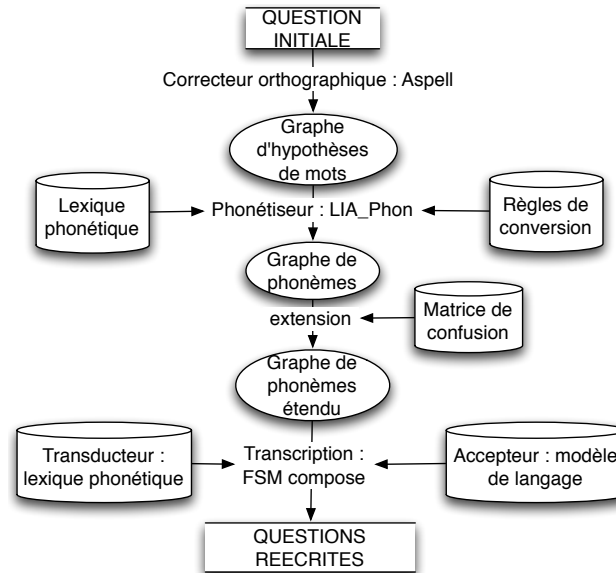 QUESTION
INITIALE
Correcteur orthographique : Aspell
Graphe
d'hypothèses
de mots
Lexique
phonétique
Phonétiseur : LIA_Phon
Règles de
conversion
Graphe de
phonèmes
extension
Matrice de
confusion
Graphe de
phonèmes
étendu
Transducteur :
lexique phonétique
Transcription :
FSM compose
Accepteur : modèle
de langage
QUESTIONS
REECRITES